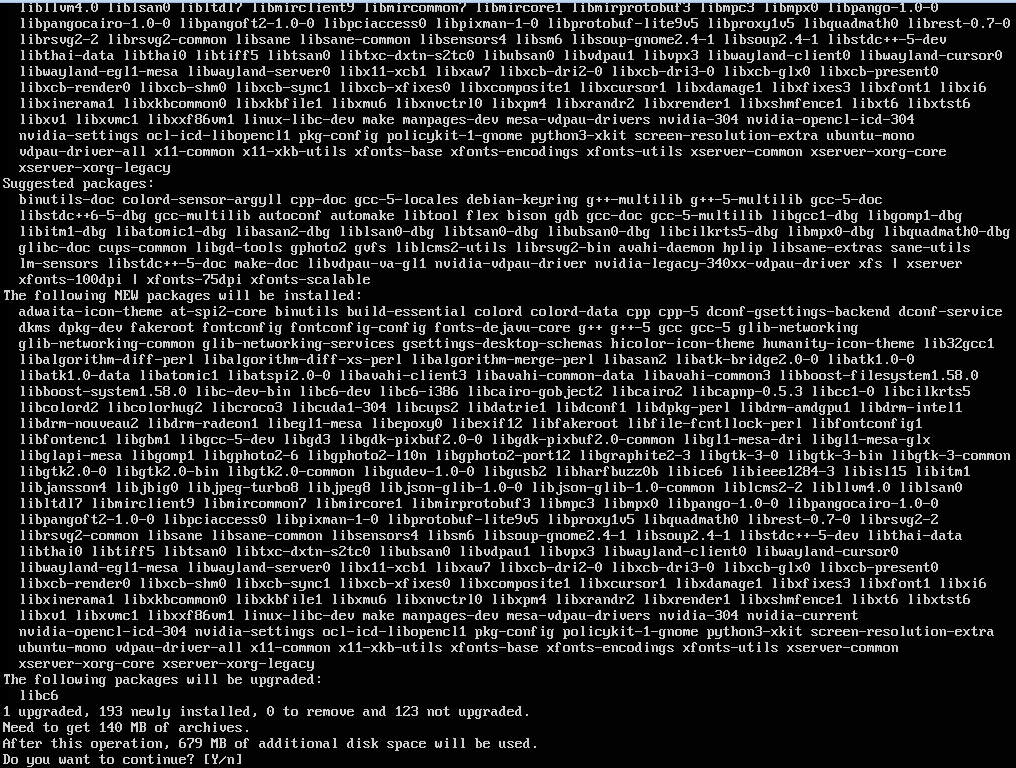 libllvm4.0 liblsan0 libltdl7 libmirclient9 libmircommon7 libmircore1 libmirprotobuf3 libmpc3 libmpx0 libpango-1.0-0
libpangocairo-1.0-0 libpangoft2-1.0-0 libpciaccess0 libpixman-1-0 libprotobuf-lite9v5 libproxy1v5 libquadmath0 librest-0.7-0
librsvg2-2 librsvg2-common libsane libsane-common libsensors4 libsm6 libsoup-gnome2.4-1 libsoup2.4-1 libstdc++-5-dev
libthai-data libthai0 libtiff5 libtsan0 libtxc-dxtn-s2tc0 libubsan0 libvdpau1 libvpx3 libwayland-client0 libwayland-cursor0
libwayland-egl1-mesa libwayland-server0 libx11-xcb1 libxaw7 libxcb-dri2-0 libxcb-dri3-0 libxcb-glx0 libxcb-present0
libxcb-render0 libxcb-shm0 libxcb-sync1 libxcb-xfixes0 libxcomposite1 libxcursor1 libxdamage1 libxfixes3 libxfont1 libxi6
libxinerama1 libxkbcommon0 libxkbfile1 libxmu6 libxnvctrl0 libxpm4 libxrandr2 libxrender1 libxshmfence1 libxt6 libxtst6
libxv1 libxvmc1 libxxf86vm1 linux-libc-dev make manpages-dev mesa-vdpau-drivers nvidia-304 nvidia-opencl-icd-304
nvidia-settings ocl-icd-libopencl1 pkg-config policykit-1-gnome python3-xkit screen-resolution-extra ubuntu-mono
vdpau-driver-all x11-common x11-xkb-utils xfonts-base xfonts-encodings xfonts-utils xserver-common xserver-xorg-core
xserver-xorg-legacy
Suggested packages:
binutils-doc colord-sensor-argyll cpp-doc gcc-5-locales debian-keyring g++-multilib g++-5-multilib gcc-5-doc
libstdc++6-5-dbg gcc-multilib autoconf automake libtool flex bison gdb gcc-doc gcc-5-multilib libgcc1-dbg libgomp1-dbg
libitm1-dbg libatomic1-dbg libasan2-dbg liblsan0-dbg libtsan0-dbg libubsan0-dbg libcilkrts5-dbg libmpx0-dbg libquadmath0-dbg
glibc-doc cups-common libgd-tools gphoto2 gvfs liblcms2-utils librsvg2-bin avahi-daemon hplip libsane-extras sane-utils
lm-sensors libstdc++-5-doc make-doc libvdpau-va-gl1 nvidia-vdpau-driver nvidia-legacy-340xx-vdpau-driver xfs | xserver
xfonts-100dpi | xfonts-75dpi xfonts-scalable
The following NEW packages will be installed:
adwaita-icon-theme at-spi2-core binutils build-essential colord colord-data cpp cpp-5 dconf-gsettings-backend dconf-service
dkms dpkg-dev fakeroot fontconfig fontconfig-config fonts-dejavu-core g++ g++-5 gcc gcc-5 glib-networking
glib-networking-common glib-networking-services gsettings-desktop-schemas hicolor-icon-theme humanity-icon-theme lib32gcc1
libalgorithm-diff-perl libalgorithm-diff-xs-perl libalgorithm-merge-perl libasan2 libatk-bridge2.0-0 libatk1.0-0
libatk1.0-data libatomic1 libatspi2.0-0 libavahi-client3 libavahi-common-data libavahi-common3 libboost-filesystem1.58.0
libboost-system1.58.0 libc-dev-bin libc6-dev libc6-i386 libcairo-gobject2 libcairo2 libcapnp-0.5.3 libcc1-0 libcilkrts5
libcolord2 libcolorhug2 libcroco3 libcuda1-304 libcups2 libdatrie1 libdconf1 libdpkg-perl libdrm-amdgpu1 libdrm-intel1
libdrm-nouveau2 libdrm-radeon1 libegl1-mesa libepoxy0 libexif12 libfakeroot libfile-fcntllock-perl libfontconfig1
libfontenc1 libgbm1 libgcc-5-dev libgd3 libgdk-pixbuf2.0-0 libgdk-pixbuf2.0-common libgl1-mesa-dri libgl1-mesa-glx
libglapi-mesa libgomp1 libgphoto2-6 libgphoto2-l10n libgphoto2-port12 libgraphite2-3 libgtk-3-0 libgtk-3-bin libgtk-3-common
libgtk2.0-0 libgtk2.0-bin libgtk2.0-common libgudev-1.0-0 libgusb2 libharfbuzz0b libice6 libieee1284-3 libisl15 libitm1
libjansson4 libjbig0 libjpeg-turbo8 libjpeg8 libjson-glib-1.0-0 libjson-glib-1.0-common liblcms2-2 libllvm4.0 liblsan0
libltdl7 libmirclient9 libmircommon7 libmircore1 libmirprotobuf3 libmpc3 libmpx0 libpango-1.0-0 libpangocairo-1.0-0
libpangoft2-1.0-0 libpciaccess0 libpixman-1-0 libprotobuf-lite9v5 libproxy1v5 libquadmath0 librest-0.7-0 librsvg2-2
librsvg2-common libsane libsane-common libsensors4 libsm6 libsoup-gnome2.4-1 libsoup2.4-1 libstdc++-5-dev libthai-data
libthai0 libtiff5 libtsan0 libtxc-dxtn-s2tc0 libubsan0 libvdpau1 libvpx3 libwayland-client0 libwayland-cursor0
libwayland-egl1-mesa libwayland-server0 libx11-xcb1 libxaw7 libxcb-dri2-0 libxcb-dri3-0 libxcb-glx0 libxcb-present0
libxcb-render0 libxcb-shm0 libxcb-sync1 libxcb-xfixes0 libxcomposite1 libxcursor1 libxdamage1 libxfixes3 libxfont1 libxi6
libxinerama1 libxkbcommon0 libxkbfile1 libxmu6 libxnvctrl0 libxpm4 libxrandr2 libxrender1 libxshmfence1 libxt6 libxtst6
libxv1 libxvmc1 libxxf86vm1 linux-libc-dev make manpages-dev mesa-vdpau-drivers nvidia-304 nvidia-current
nvidia-opencl-icd-304 nvidia-settings ocl-icd-libopencl1 pkg-config policykit-1-gnome python3-xkit screen-resolution-extra
ubuntu-mono vdpau-driver-all x11-common x11-xkb-utils xfonts-base xfonts-encodings xfonts-utils xserver-common
xserver-xorg-core xserver-xorg-legacy
The following packages will be upgraded:
libc6
1 upgraded, 193 newly installed, 0 to remove and 123 not upgraded.
Need to get 140 MB of archives.
After this operation, 679 MB of additional disk space will be used.
Do you want to continue? [Y/n]